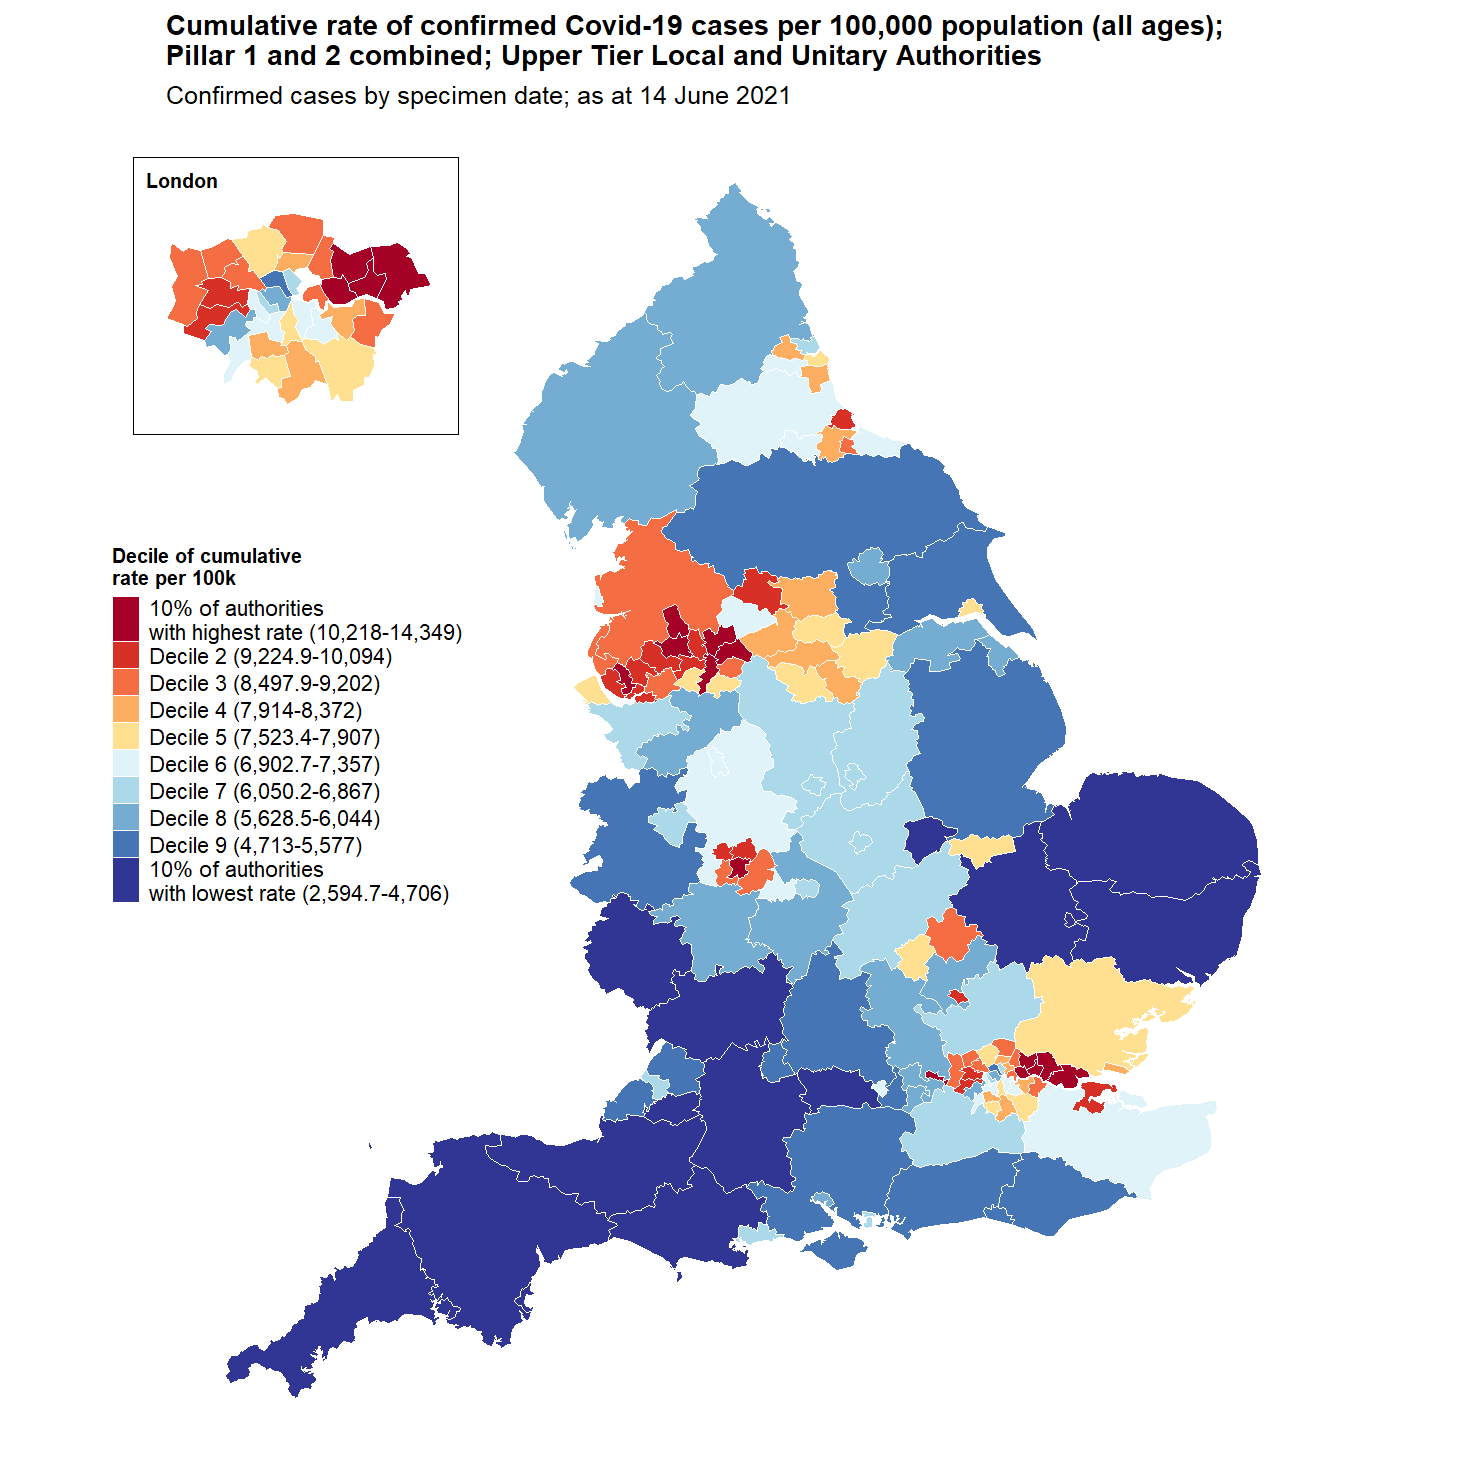 Cumulative rate of confirmed Covid-19 cases per 100,000 population (all ages);
Pillar 1 and 2 combined; Upper Tier Local and Unitary Authorities
Confirmed cases by specimen date; as at 14 June 2021
London
Decile of cumulative
rate per 100k
10% of authorities
with highest rate (10,218-14,349)
Decile 2 (9,224.9-10,094)
Decile 3 (8,497.9-9,202)
Decile 4 (7,914-8,372)
Decile 5 (7,523.4-7,907)
Decile 6 (6,902.7-7,357)
Decile 7 (6,050.2-6,867)
Decile 8 (5,628.5-6,044)
Decile 9 (4,713-5,577)
10% of authorities
with lowest rate (2,594.7-4,706)